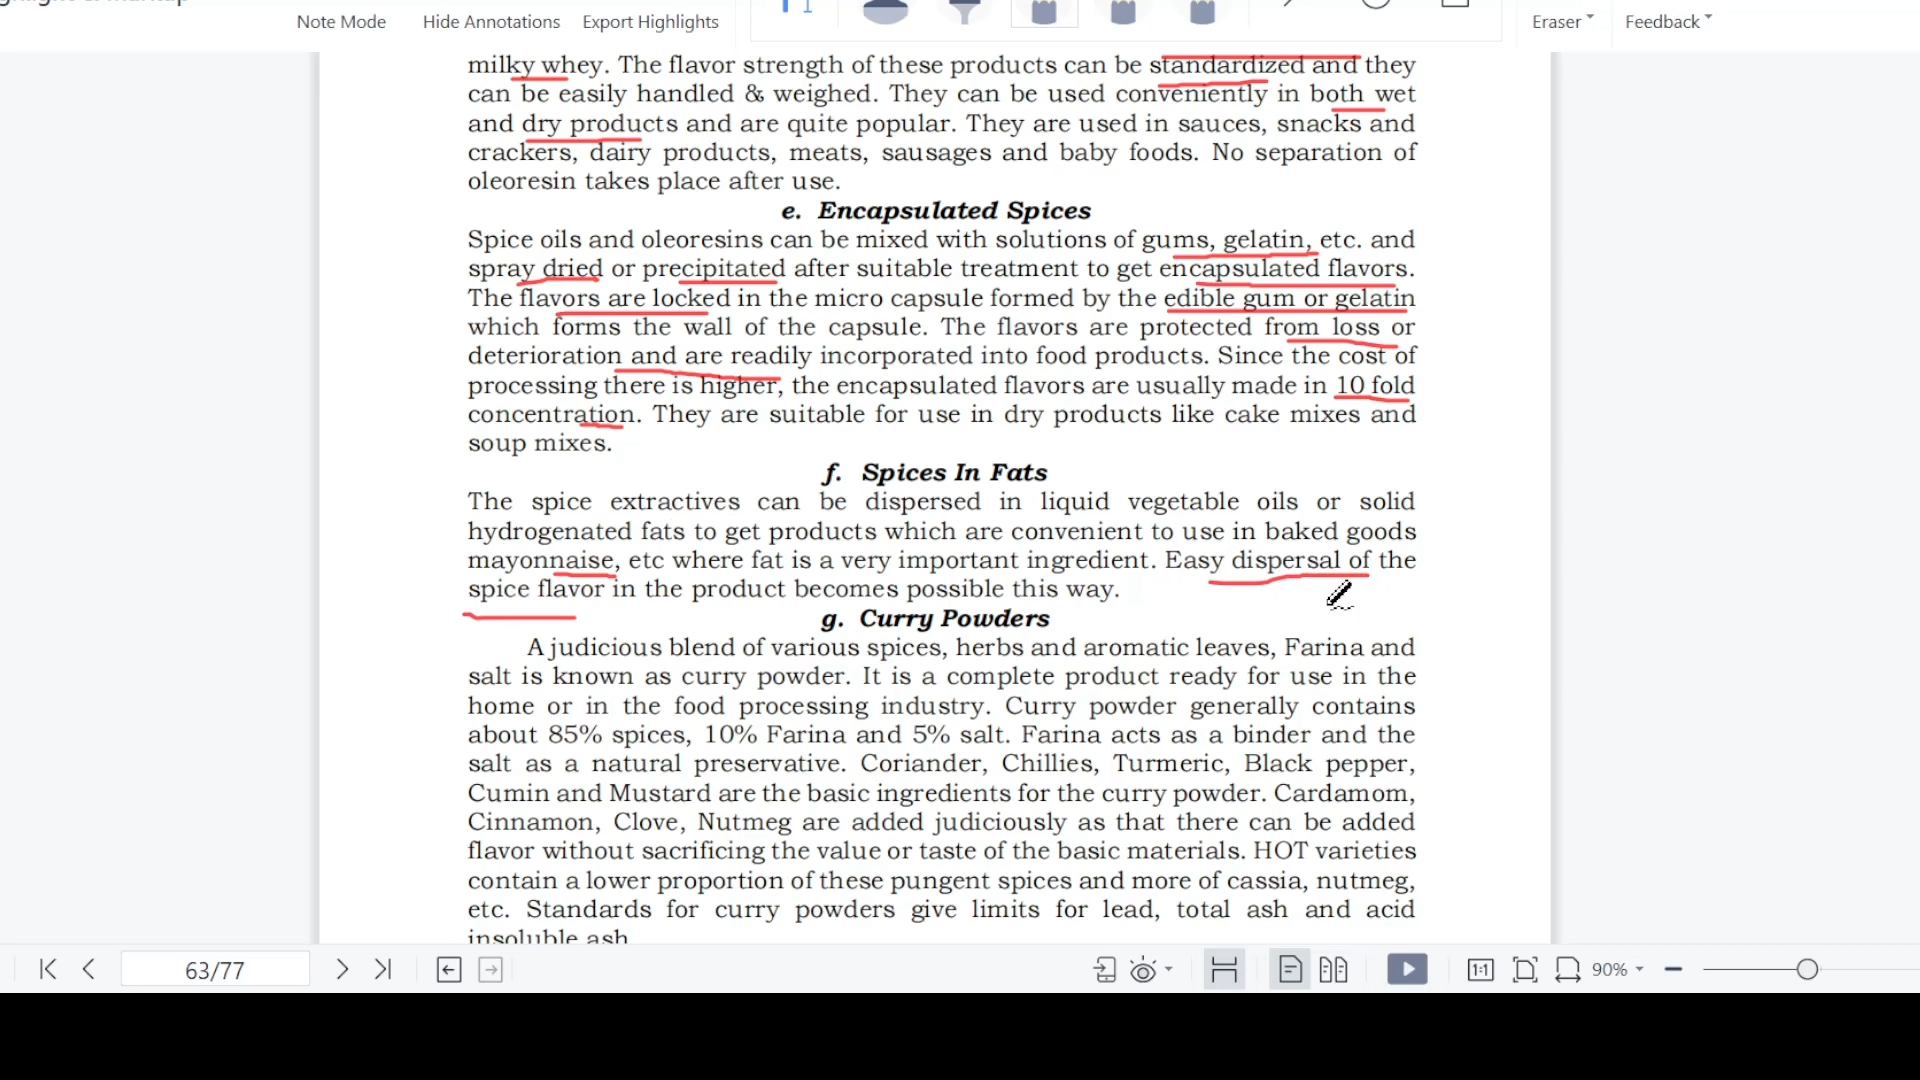 Note Mode Hide Annotations Export Highlights Eraser Feedback
milky whey. The flavor strength of these products can be standardized and they
can be easily handled & weighed. They can be used conveniently in both wet
and dry products and are quite popular. They are used in sauces, snacks and
crackers, dairy products, meats, sausages and baby foods. No separation of
oleoresin takes place after use.
e. Encapsulated Spices
Spice oils and oleoresins can be mixed with solutions of gums, gelatin, etc. and
spray dried or precipitated after suitable treatment to get encapsulated flavors.
The flavors are locked in the micro capsule formed by the edible gum or gelatin
which forms the wall of the capsule. The flavors are protected from loss or
deterioration and are readily incorporated into food products. Since the cost of
processing there is higher, the encapsulated flavors are usually made in 10 fold
concentration. They are suitable for use in dry products like cake mixes and
soup mixes.
f. Spices In Fats
The spice extractives can be dispersed in liquid vegetable oils or solid
hydrogenated fats to get products which are convenient to use in baked goods
mayonnaise, etc where fat is a very important ingredient. Easy dispersal of the
spice flavor in the product becomes possible this way.
g. Curry Powders
A judicious blend of various spices, herbs and aromatic leaves, Farina and
salt is known as curry powder. It is a complete product ready for use in the
home or in the food processing industry. Curry powder generally contains
about 85% spices, 10% Farina and 5% salt. Farina acts as a binder and the
salt as a natural preservative. Coriander, Chillies, Turmeric, Black pepper,
Cumin and Mustard are the basic ingredients for the curry powder. Cardamom,
Cinnamon, Clove, Nutmeg are added judiciously as that there can be added
flavor without sacrificing the value or taste of the basic materials. HOT varieties
contain a lower proportion of these pungent spices and more of cassia, nutmeg,
etc. Standards for curry powders give limits for lead, total ash and acid
insoluble ash
63/77 1:1 90%